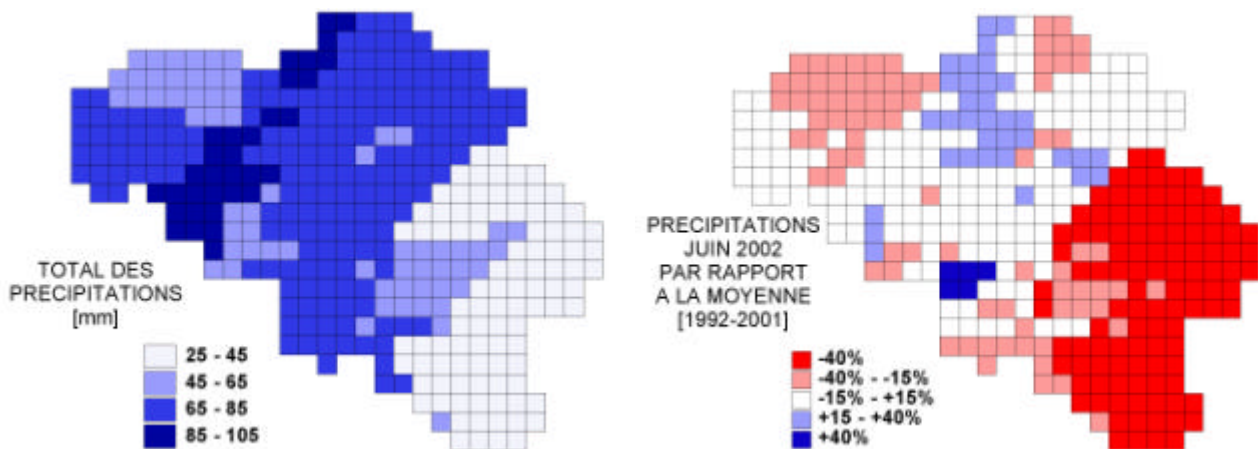 TOTAL DES
PRECIPITATIONS
[mm]
25 - 45
45 - 65
65 - 85
85 - 105
PRECIPITATIONS
JUIN 2002
PAR RAPPORT
A LA MOYENNE
[1992-2001]
-40%
-40% - -15%
-15% - +15%
+15 - +40%
+40%